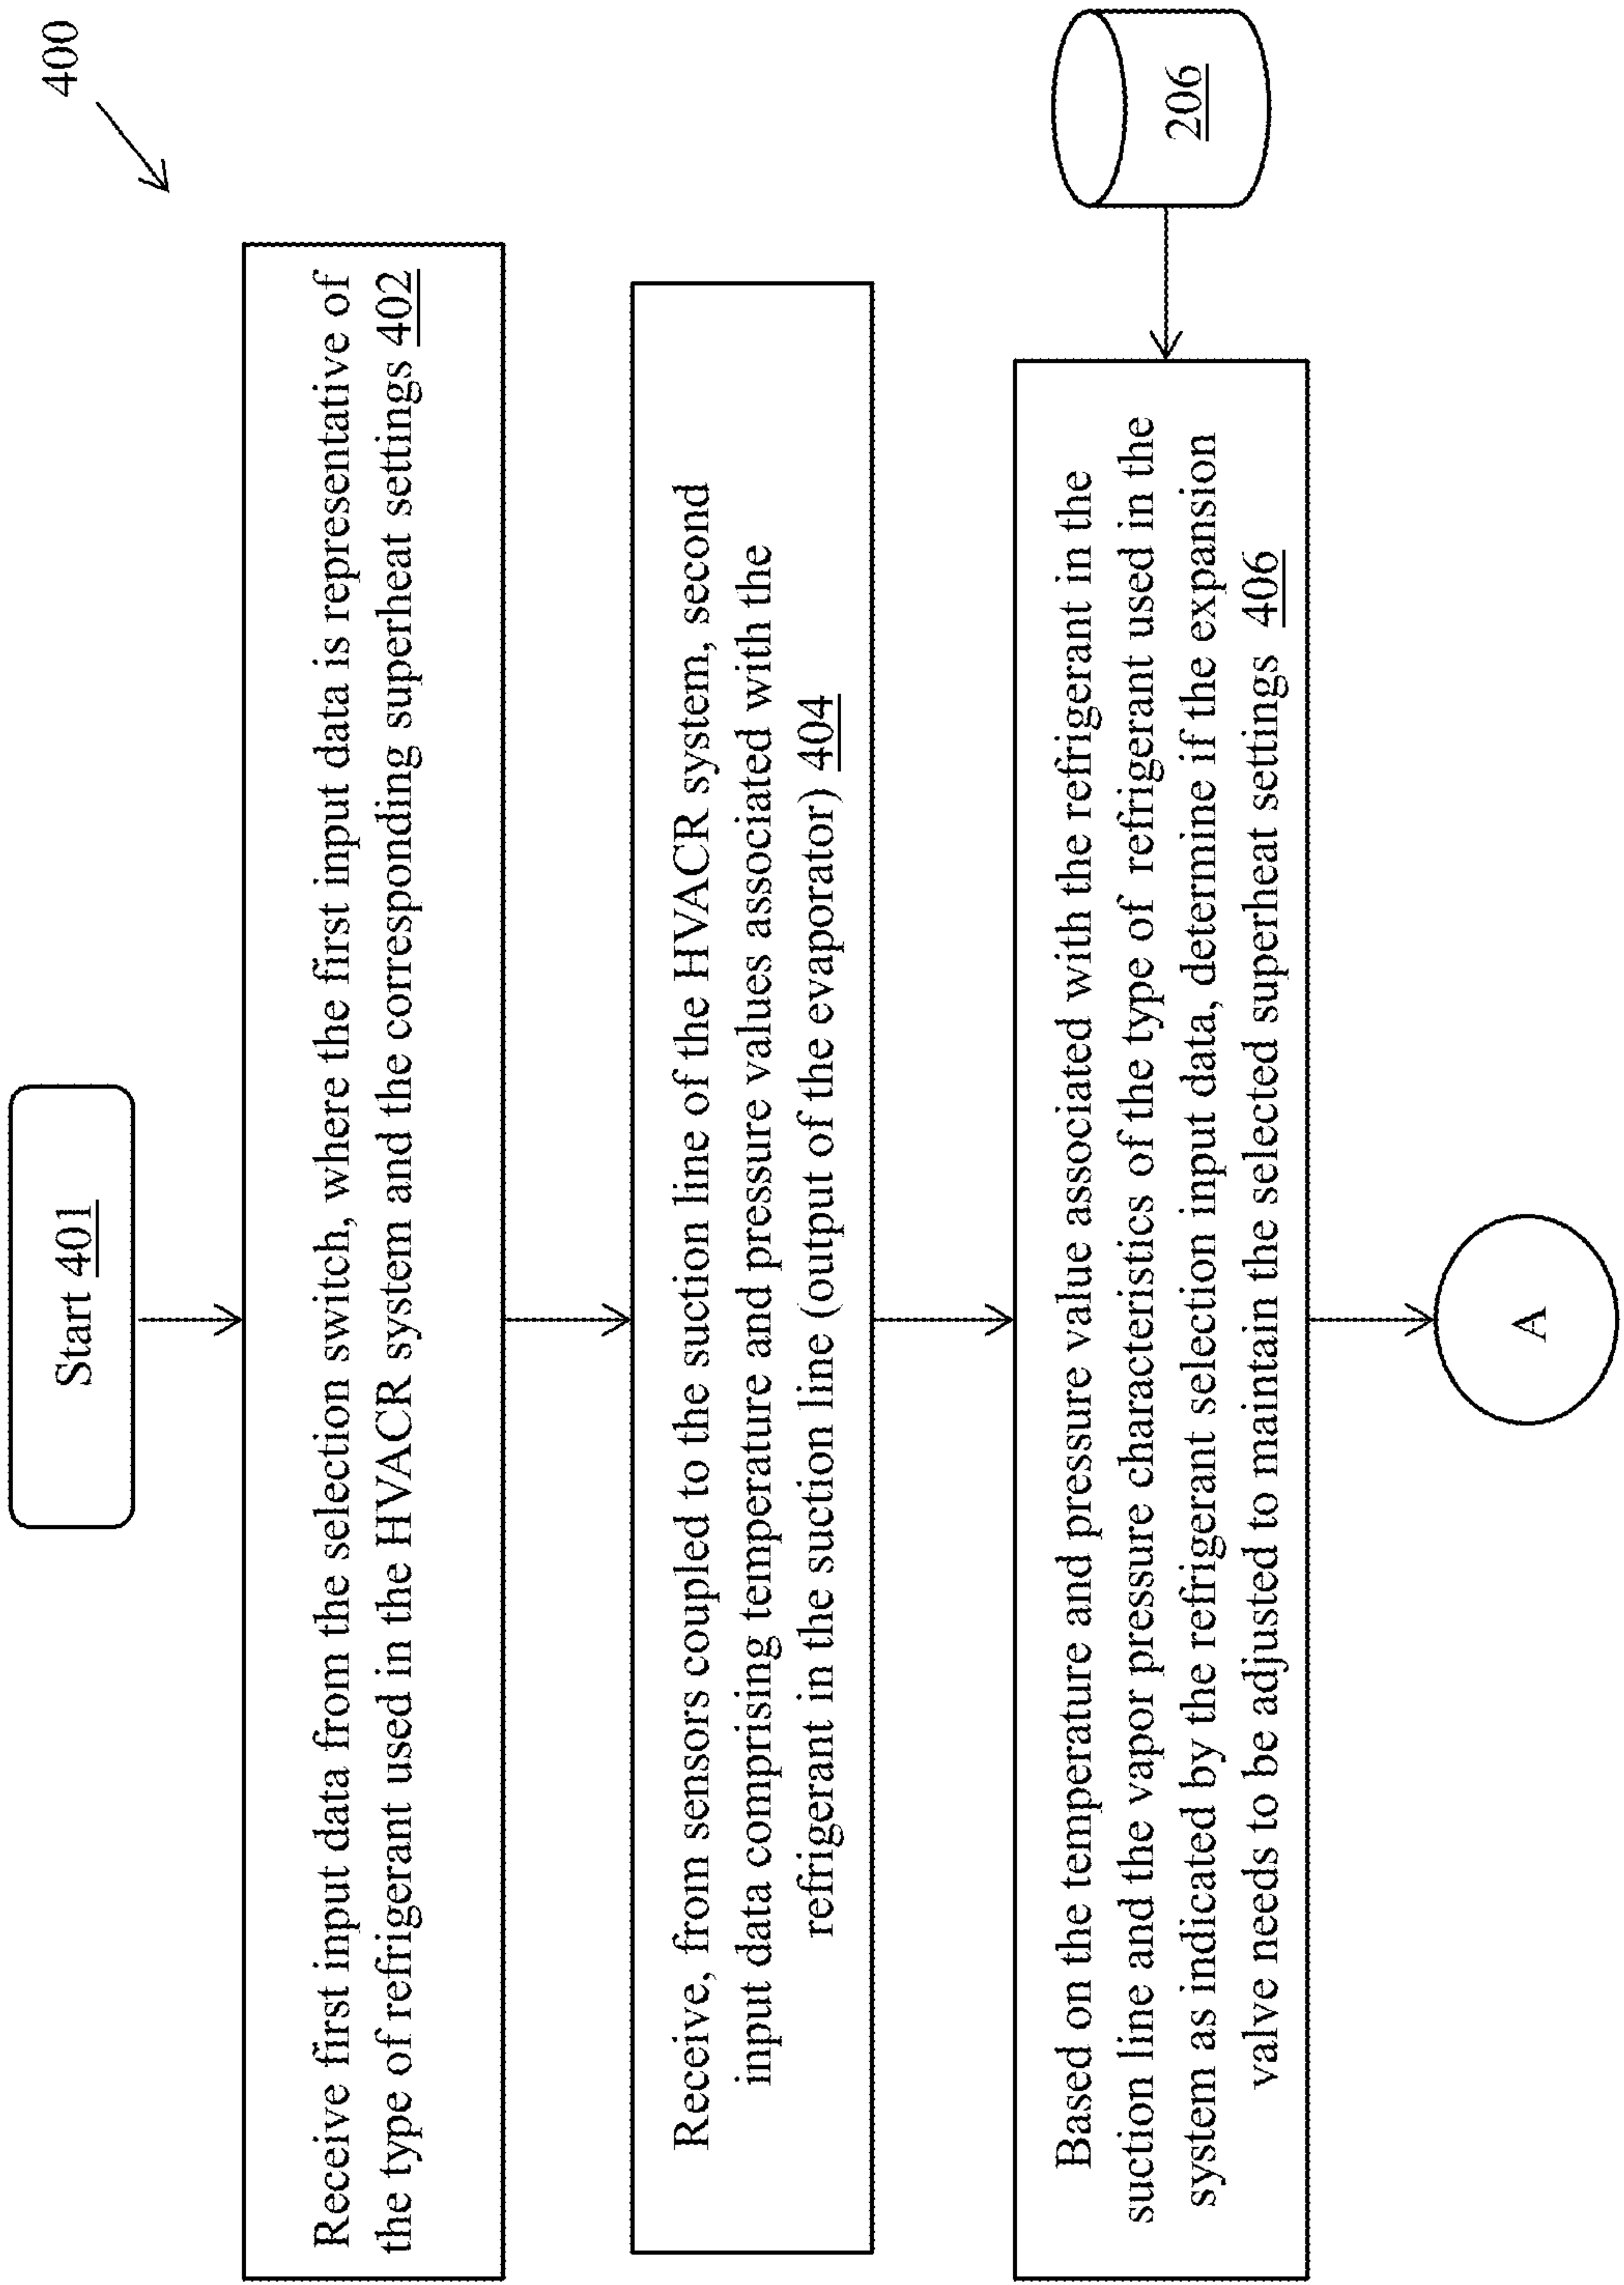 400
Start 401
Receive first input data from the selection switch, where the first input data is representative of
the type of refrigerant used in the HVACR system and the corresponding superheat settings 402
Receive, from sensors coupled to the suction line of the HVACR system, second
input data comprising temperature and pressure values associated with the
refrigerant in the suction line (output of the evaporator) 404
Based on the temperature and pressure value associated with the refrigerant in the
suction line and the vapor pressure characteristics of the type of refrigerant used in the
system as indicated by the refrigerant selection input data, determine if the expansion
valve needs to be adjusted to maintain the selected superheat settings 406
206
A